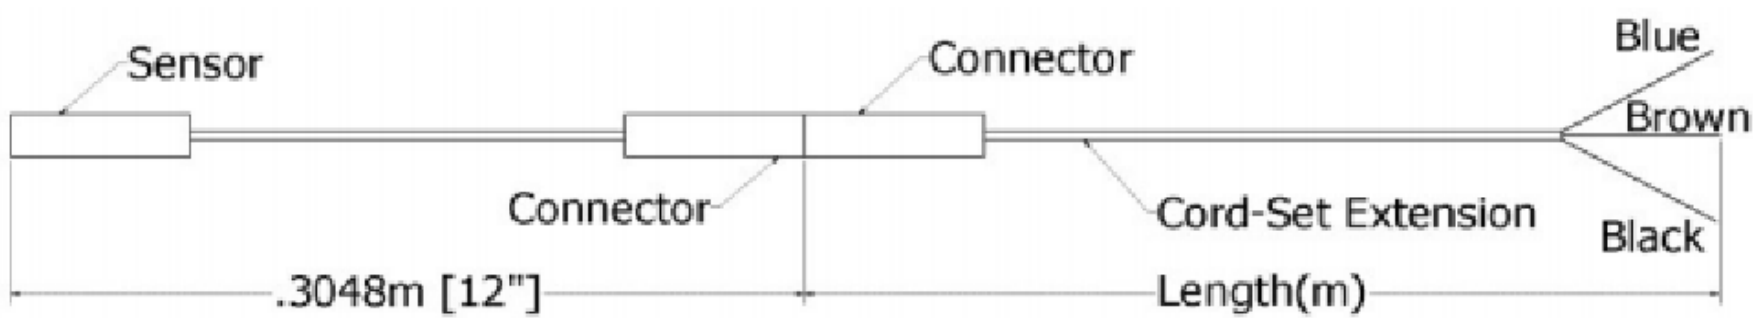 Sensor
Connector
Blue
Brown
Connector
Cord-Set Extension
Black
.3048m [12"]
Length(m)